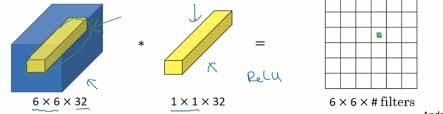 * =
ReLU
6 × 6 × 32 1 × 1 × 32 6 × 6 × # filters